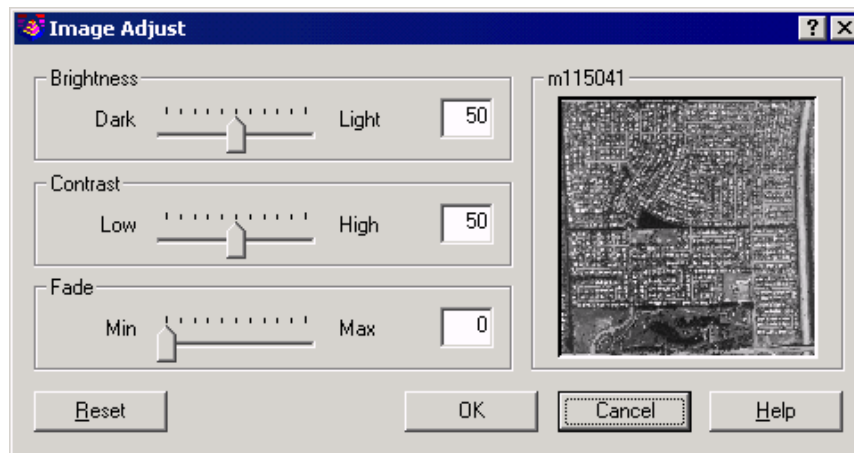 Image Adjust
Brightness
Dark Light 50
Contrast
Low High 50
Fade
Min Max 0
m115041
Reset OK Cancel Help